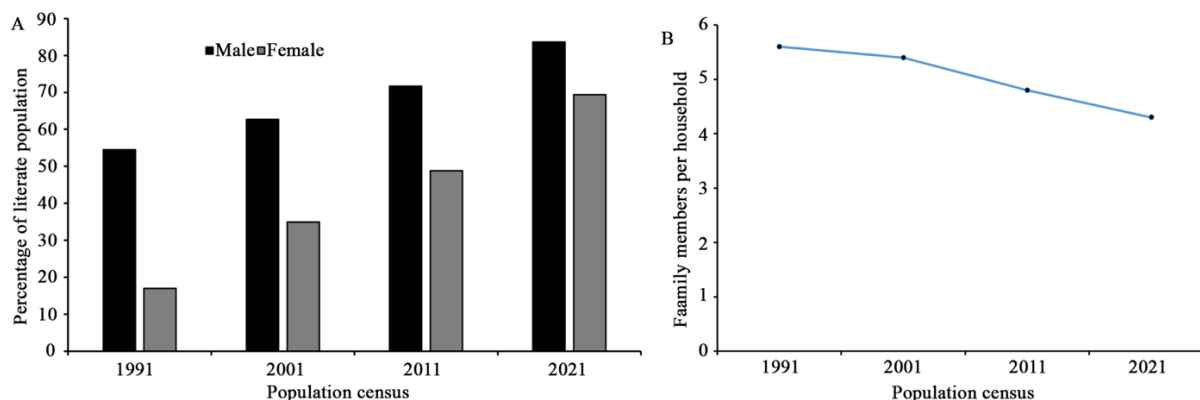 A
Percentage of literate population
90
80
70
60
50
40
30
20
10
0
Male Female
1991 2001 2011 2021
Population census
B
Faamily members per household
6
5
4
3
2
1
0
1991 2001 2011 2021
Population census